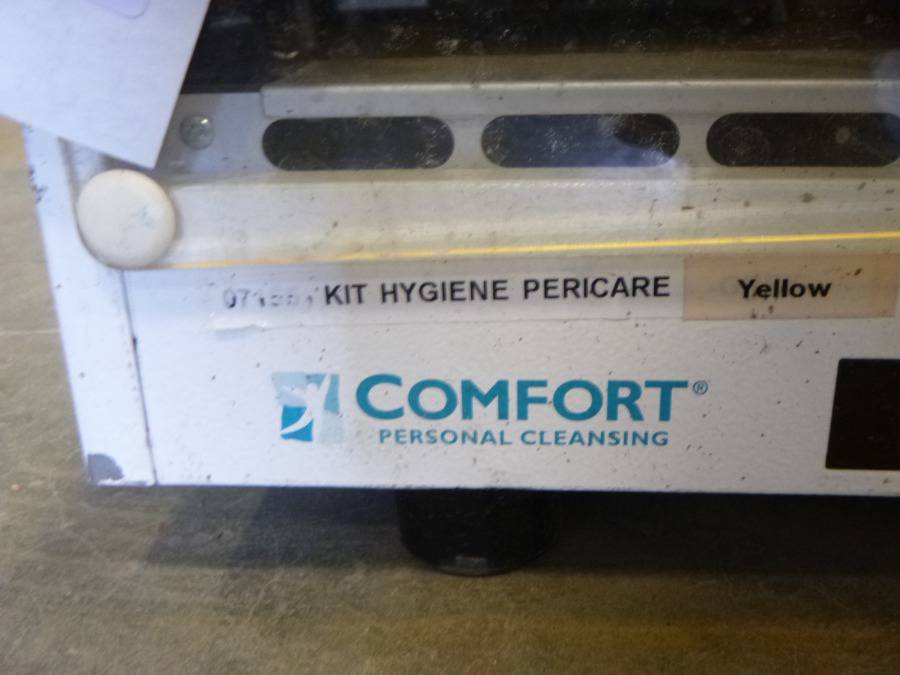 KIT HYGIENE PERICARE Yellow
COMFORT®
PERSONAL CLEANSING